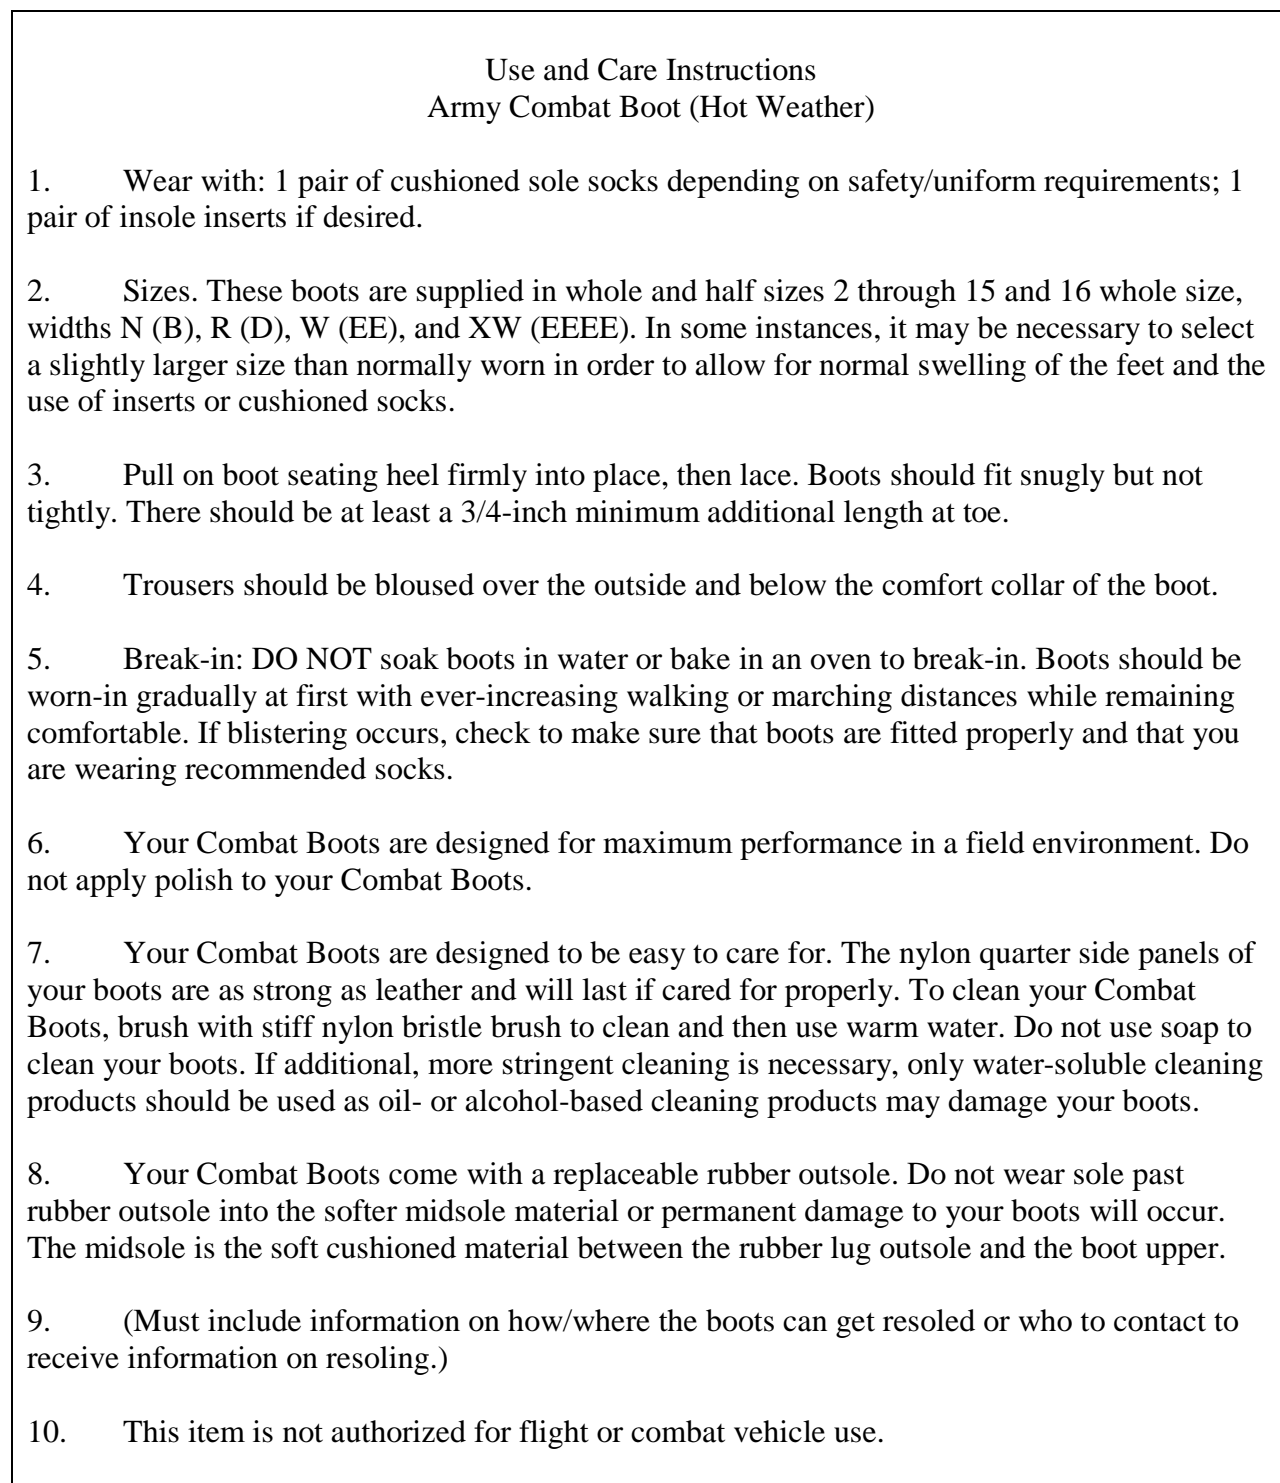 Use and Care Instructions
Army Combat Boot (Hot Weather)
1. Wear with: 1 pair of cushioned sole socks depending on safety/uniform requirements; 1
pair of insole inserts if desired.
2. Sizes. These boots are supplied in whole and half sizes 2 through 15 and 16 whole size,
widths N (B), R (D), W (EE), and XW (EEEE). In some instances, it may be necessary to select
a slightly larger size than normally worn in order to allow for normal swelling of the feet and the
use of inserts or cushioned socks.
3. Pull on boot seating heel firmly into place, then lace. Boots should fit snugly but not
tightly. There should be at least a 3/4-inch minimum additional length at toe.
4. Trousers should be bloused over the outside and below the comfort collar of the boot.
5. Break-in: DO NOT soak boots in water or bake in an oven to break-in. Boots should be
worn-in gradually at first with ever-increasing walking or marching distances while remaining
comfortable. If blistering occurs, check to make sure that boots are fitted properly and that you
are wearing recommended socks.
6. Your Combat Boots are designed for maximum performance in a field environment. Do
not apply polish to your Combat Boots.
7. Your Combat Boots are designed to be easy to care for. The nylon quarter side panels of
your boots are as strong as leather and will last if cared for properly. To clean your Combat
Boots, brush with stiff nylon bristle brush to clean and then use warm water. Do not use soap to
clean your boots. If additional, more stringent cleaning is necessary, only water-soluble cleaning
products should be used as oil- or alcohol-based cleaning products may damage your boots.
8. Your Combat Boots come with a replaceable rubber outsole. Do not wear sole past
rubber outsole into the softer midsole material or permanent damage to your boots will occur.
The midsole is the soft cushioned material between the rubber lug outsole and the boot upper.
9. (Must include information on how/where the boots can get resoled or who to contact to
receive information on resoling.)
10. This item is not authorized for flight or combat vehicle use.